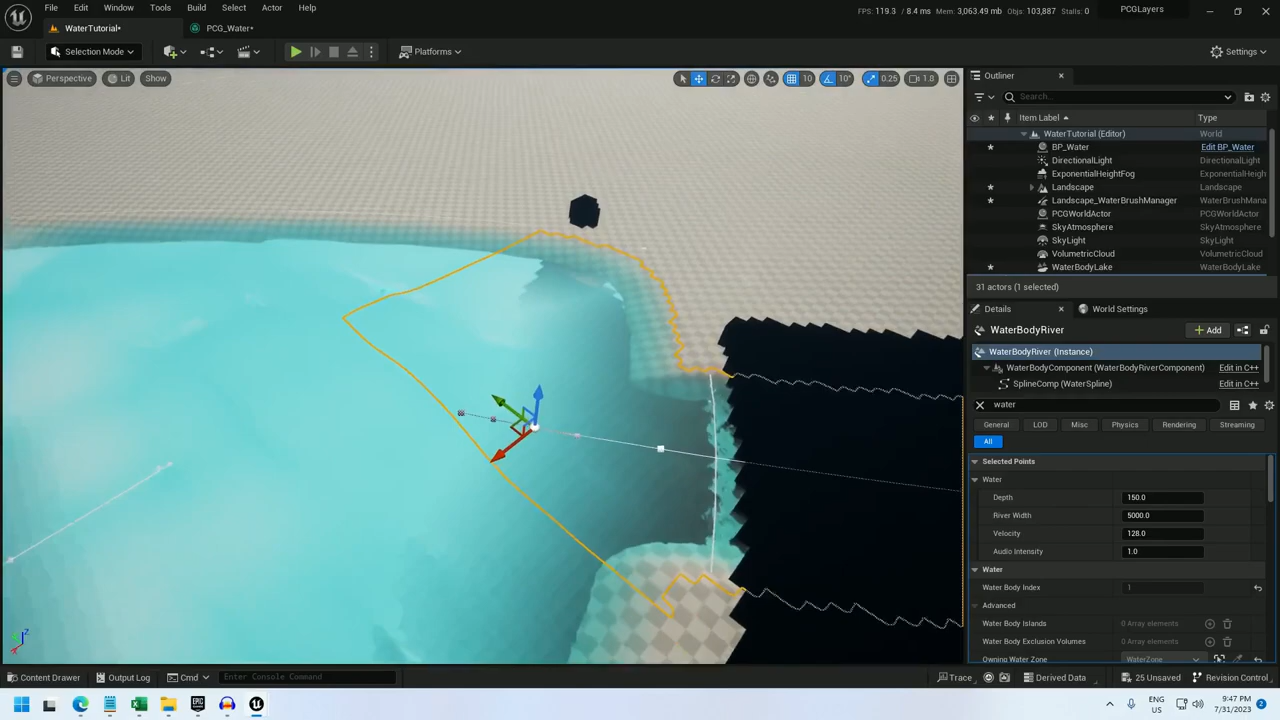 File Edit Window Tools Build Select Actor Help
FPS: 119.3 / 8.4 ms Mem: 3,063.49 mb Objs: 103,887 Stalls: 0 PCGLayers
WaterTutorial* PCG_Water*
Selection Mode Platforms Settings
Perspective Lit Show 10 10° 0.25 1.0
Outliner
Search...
Item Label Type
WaterTutorial (Editor) World
BP_Water Edit BP_Water
DirectionalLight DirectionalLight
ExponentialHeightFog ExponentialHeigh
Landscape Landscape
Landscape_WaterBrushManager WaterBrushMana
PCGWorldActor PCGWorldActor
SkyAtmosphere SkyAtmosphere
SkyLight SkyLight
VolumetricCloud VolumetricCloud
WaterBodyLake WaterBodyLake
31 actors (1 selected)
Details World Settings
WaterBodyRiver Add
WaterBodyRiver (Instance)
WaterBodyComponent (WaterBodyRiverComponent) Edit in C++
SplineComp (WaterSpline) Edit in C++
water
General LOD Misc Physics Rendering Streaming
All
Selected Points
Water
Depth 150.0
River Width 5000.0
Velocity 128.0
Audio Intensity 1.0
Water
Water Body Index 1
Advanced
Water Body Islands 0 Array elements
Water Body Exclusion Volumes 0 Array elements
Owning Water Zone WaterZone
Content Drawer Output Log Cmd Enter Console Command Trace Derived Data 25 Unsaved Revision Control
ENG US 9:47 PM 7/31/2023 2